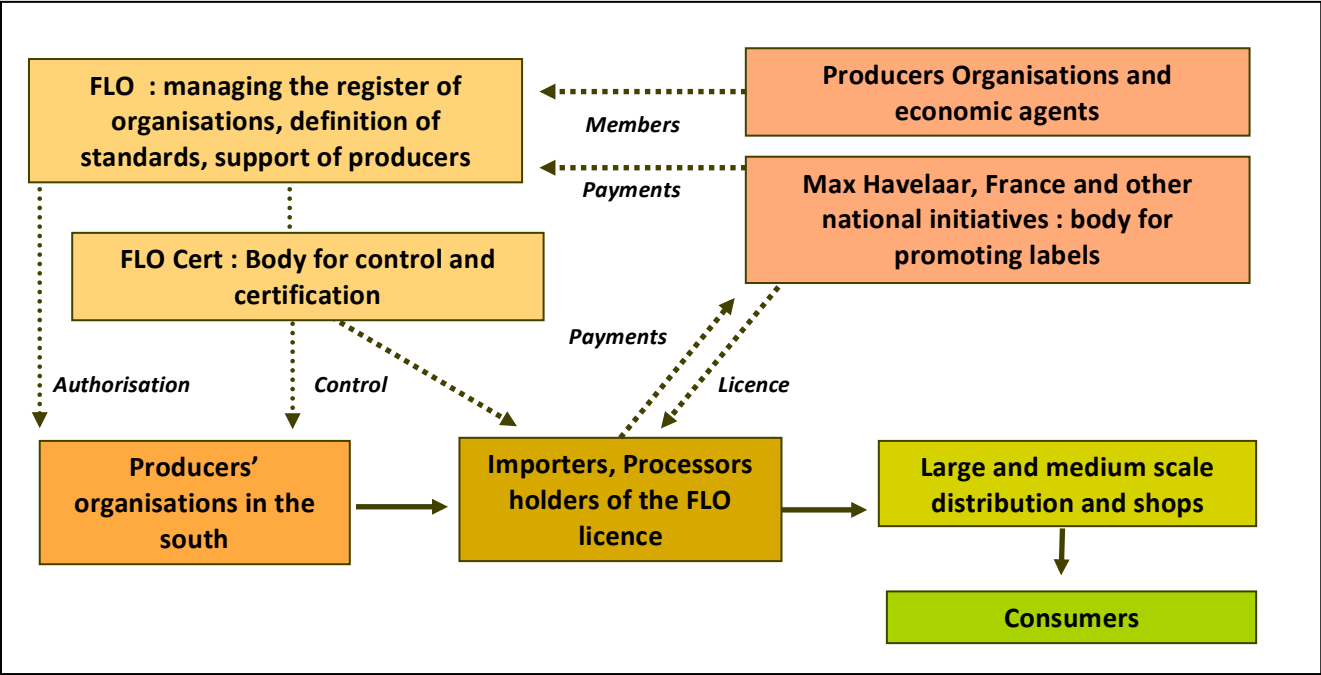 FLO : managing the register of
organisations, definition of
standards, support of producers
Producers Organisations and
economic agents
Members
Payments
Max Havelaar, France and other
national initiatives : body for
promoting labels
FLO Cert : Body for control and
certification
Payments
Licence
Authorisation
Control
Producers’
organisations in the
south
Importers, Processors
holders of the FLO
licence
Large and medium scale
distribution and shops
Consumers